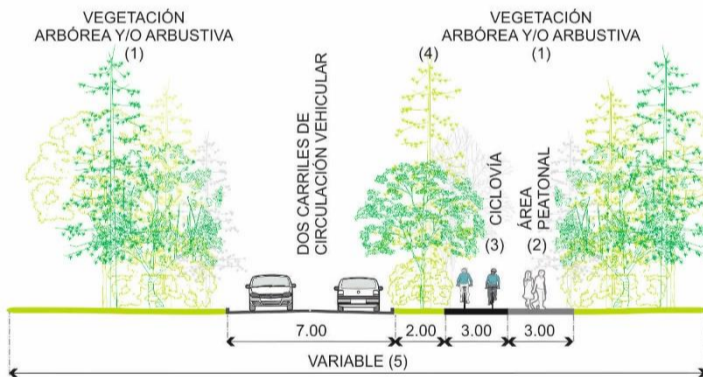 VEGETACIÓN
ARBÓREA Y/O ARBUSTIVA
(1)
DOS CARRILES DE
CIRCULACIÓN VEHICULAR
(4)
VEGETACIÓN
ARBÓREA Y/O ARBUSTIVA
(1)
CICLOVÍA
(3)
ÁREA
PEATONAL
(2)
7.00
2.00
3.00
3.00
VARIABLE (5)